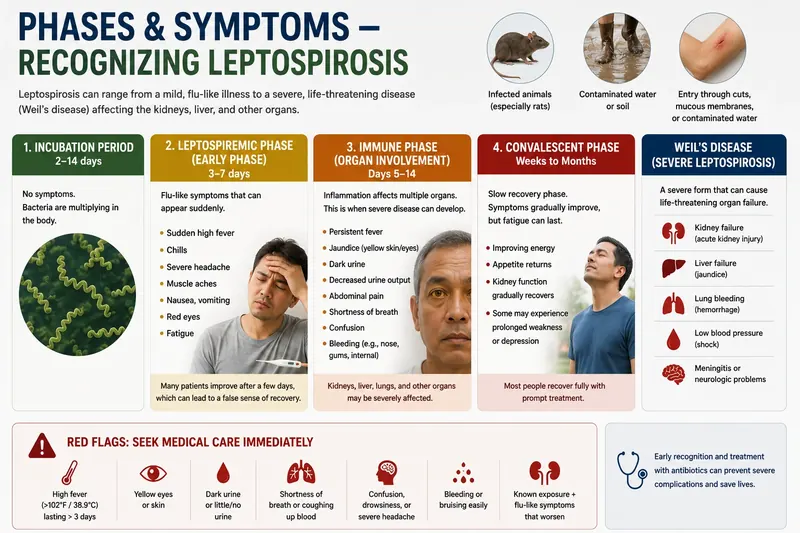 PHASES & SYMPTOMS –
RECOGNIZING LEPTOSPIROSIS
Leptospirosis can range from a mild, flu-like illness to a severe, life-threatening disease
(Weil's disease) affecting the kidneys, liver, and other organs.
Infected animals
(especially rats)
Contaminated water
or soil
Entry through cuts,
mucous membranes,
or contaminated water
1. INCUBATION PERIOD
2–14 days
No symptoms.
Bacteria are multiplying in
the body.
2. LEPTOSPIREMIC PHASE
(EARLY PHASE)
3–7 days
Flu-like symptoms that can
appear suddenly.
• Sudden high fever
• Chills
• Severe headache
• Muscle aches
• Nausea, vomiting
• Red eyes
• Fatigue
Many patients improve after a few days,
which can lead to a false sense of recovery.
3. IMMUNE PHASE
(ORGAN INVOLVEMENT)
Days 5–14
Inflammation affects multiple organs.
This is when severe disease can develop.
• Persistent fever
• Jaundice (yellow skin/eyes)
• Dark urine
• Decreased urine output
• Abdominal pain
• Shortness of breath
• Confusion
• Bleeding (e.g., nose,
gums, internal)
Kidneys, liver, lungs, and other organs
may be severely affected.
4. CONVALESCENT PHASE
Weeks to Months
Slow recovery phase.
Symptoms gradually improve,
but fatigue can last.
• Improving energy
• Appetite returns
• Kidney function
gradually recovers
• Some may experience
prolonged weakness
or depression
Most people recover fully with
prompt treatment.
WEIL'S DISEASE
(SEVERE LEPTOSPIROSIS)
A severe form that can cause
life-threatening organ failure.
Kidney failure
(acute kidney injury)
Liver failure
(jaundice)
Lung bleeding
(hemorrhage)
Low blood pressure
(shock)
Meningitis or
neurologic problems
RED FLAGS: SEEK MEDICAL CARE IMMEDIATELY
High fever
(>102°F / 38.9°C)
lasting > 3 days
Yellow eyes
or skin
Dark urine
or little/no
urine
Shortness of
breath or coughing
up blood
Confusion,
drowsiness, or
severe headache
Bleeding or
bruising easily
Known exposure +
flu-like symptoms
that worsen
Early recognition and treatment
with antibiotics can prevent severe
complications and save lives.